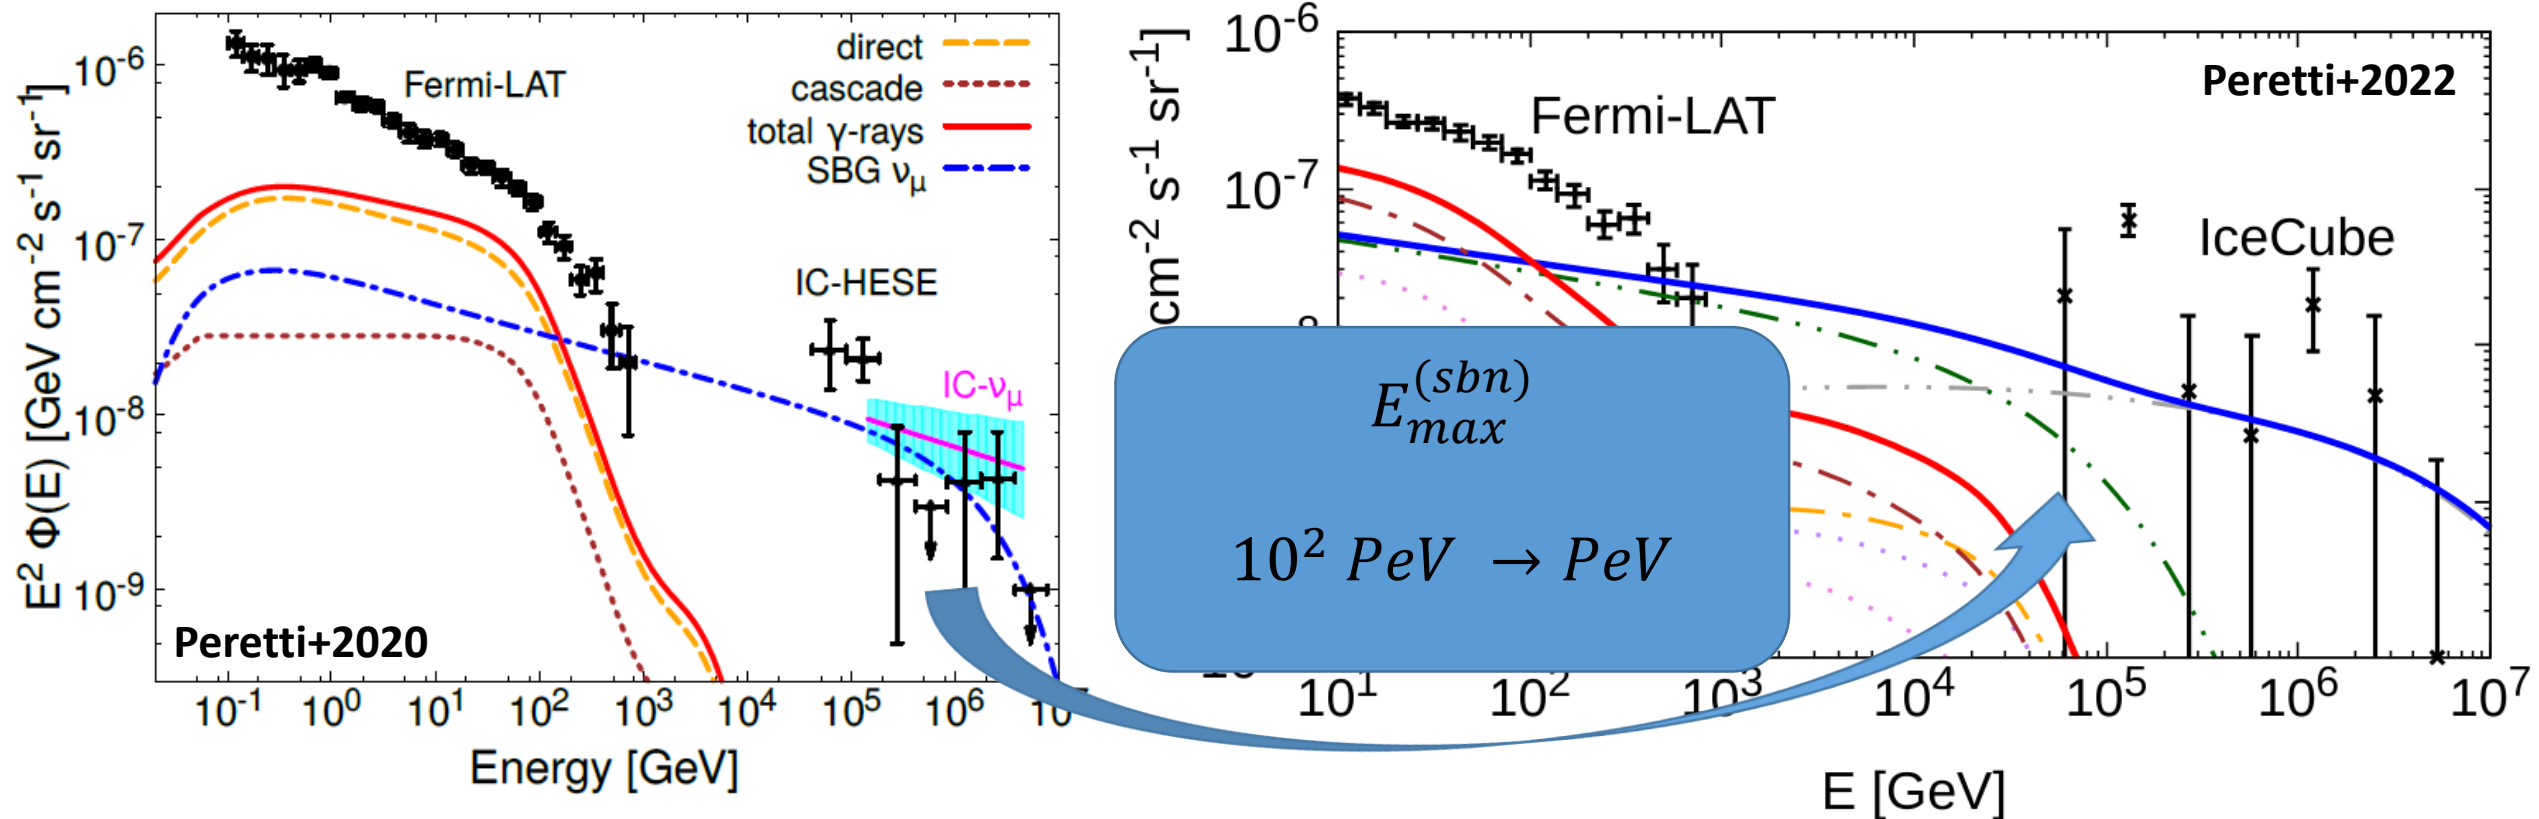 direct
cascade
total γ-rays
SBG νμ
Fermi-LAT
IC-HESE
IC-νμ
Peretti+2020
E² Φ(E) [GeV cm⁻² s⁻¹ sr⁻¹]
10⁻⁶
10⁻⁷
10⁻⁸
10⁻⁹
10⁻¹ 10⁰ 10¹ 10² 10³ 10⁴ 10⁵ 10⁶
Energy [GeV]
Peretti+2022
Fermi-LAT
IceCube
cm⁻² s⁻¹ sr⁻¹]
10⁻⁶
10⁻⁷
E_max^(sbn)
10² PeV → PeV
10¹ 10² 10³ 10⁴ 10⁵ 10⁶ 10⁷
E [GeV]